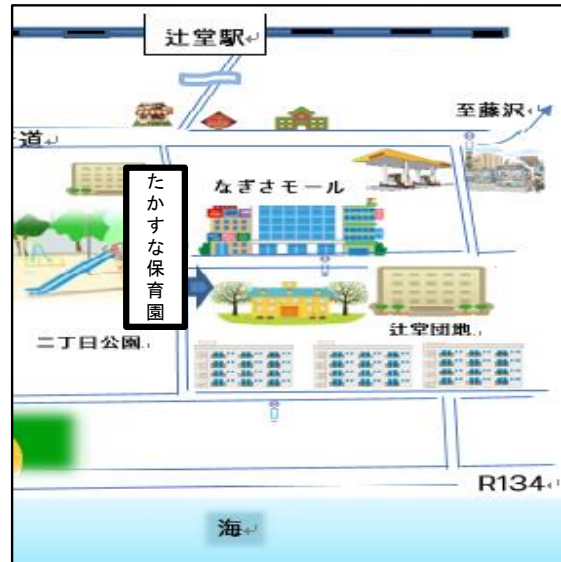 辻堂駅
至藤沢
道
たかすな保育園
なぎさモール
二丁目公園
辻堂団地
R134
海